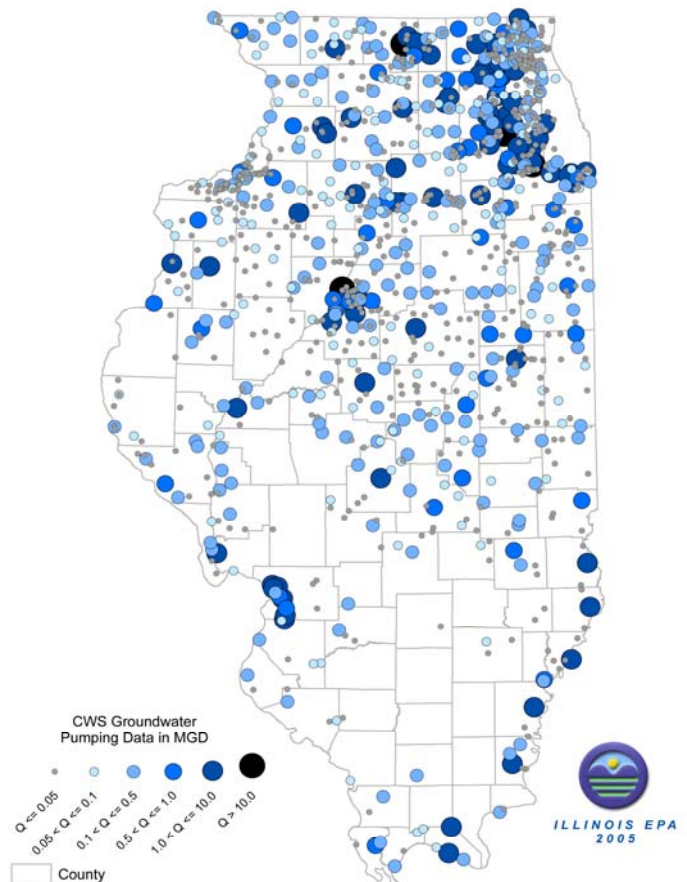 CWS Groundwater
Pumping Data in MGD
Q <= 0.05
0.05 < Q <= 0.1
0.1 < Q <= 0.5
0.5 < Q <= 1.0
1.0 < Q <= 10.0
Q > 10.0
County
ILLINOIS EPA
2005